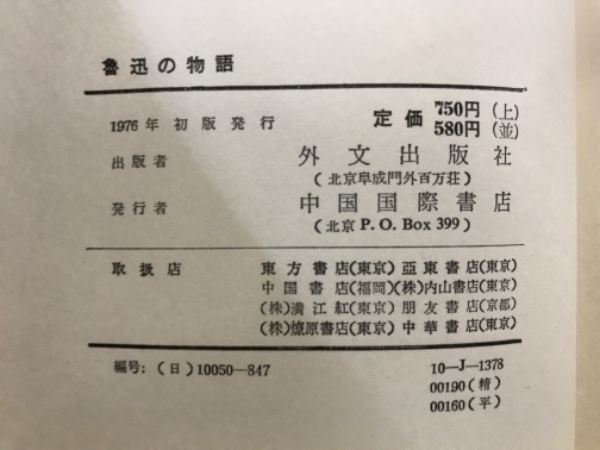 魯迅の物語
1976年 初版発行 定価 750円(上)
580円(並)
出版者 外文出版社
(北京阜成門外百万荘)
発行者 中国国際書店
(北京 P.O. Box 399)
取扱店 東方書店(東京) 亞東書店(東京)
中国書店(福岡)(株)内山書店(東京)
(株)満江紅(東京) 朋友書店(京都)
(株)燎原書店(東京) 中華書店(東京)
編号: (日)10050—847 10—J—1378
00190(精)
00160(平)